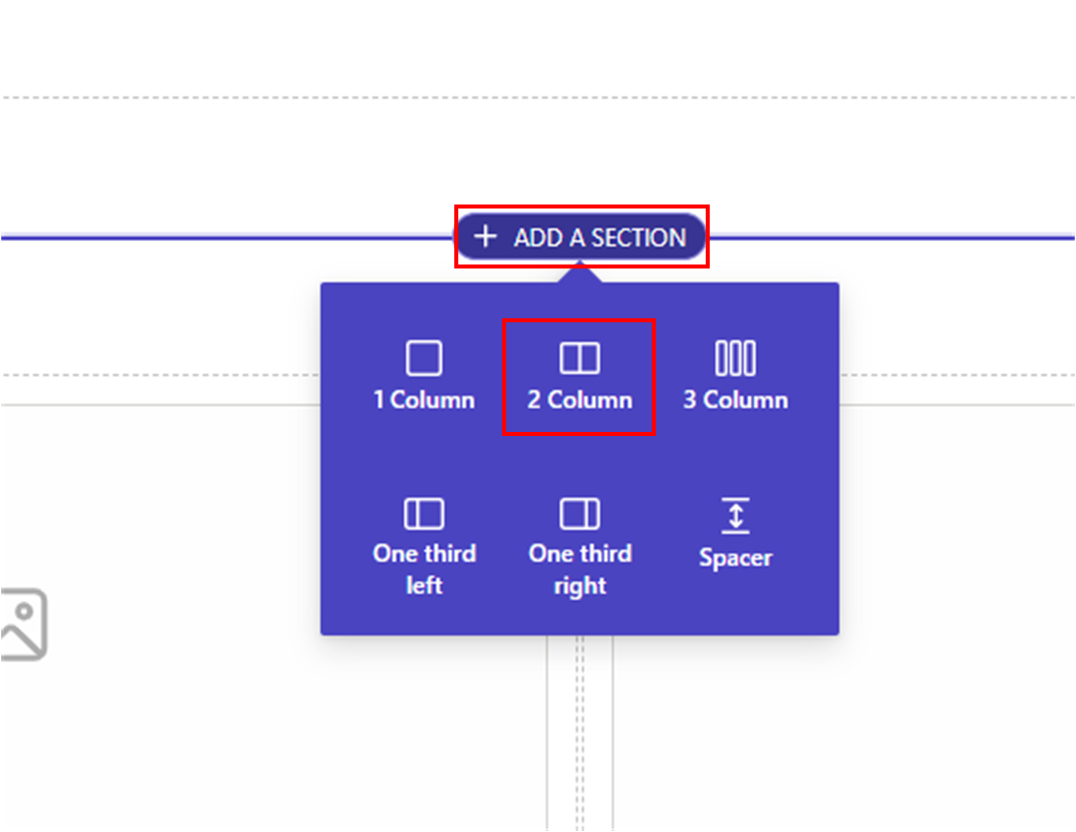 ADD A SECTION
1 Column
2 Column
3 Column
One third
left
One third
right
Spacer